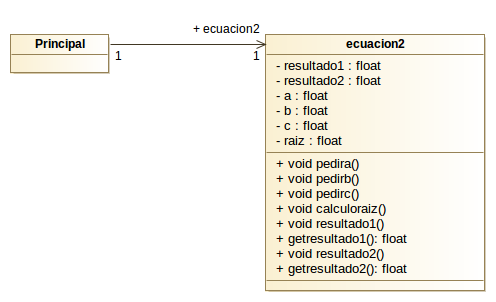 + ecuacion2
Principal
ecuacion2
1
1
- resultado1 : float
- resultado2 : float
- a : float
- b : float
- c : float
- raiz : float
+ void pedira()
+ void pedirb()
+ void pedirc()
+ void calculoraiz()
+ void resultado1()
+ getresultado1(): float
+ void resultado2()
+ getresultado2(): float